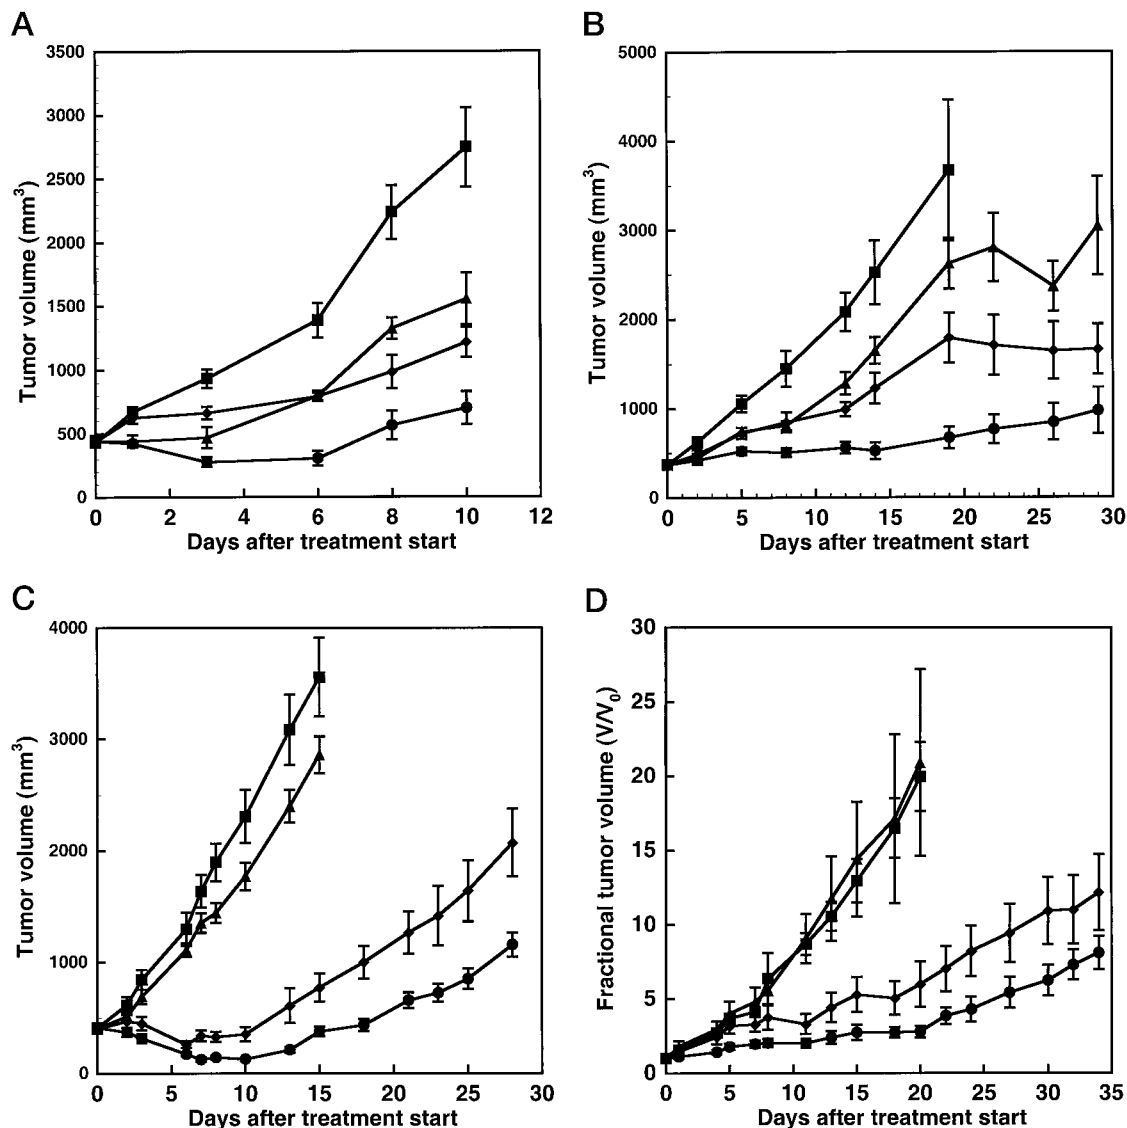 A
3500
3000
2500
2000
1500
1000
500
0
Tumor volume (mm³)
0 2 4 6 8 10 12
Days after treatment start
B
5000
4000
3000
2000
1000
0
Tumor volume (mm³)
0 5 10 15 20 25 30
Days after treatment start
C
4000
3000
2000
1000
0
Tumor volume (mm³)
0 5 10 15 20 25 30
Days after treatment start
D
30
25
20
15
10
5
0
Fractional tumor volume (V/V₀)
0 5 10 15 20 25 30 35
Days after treatment start